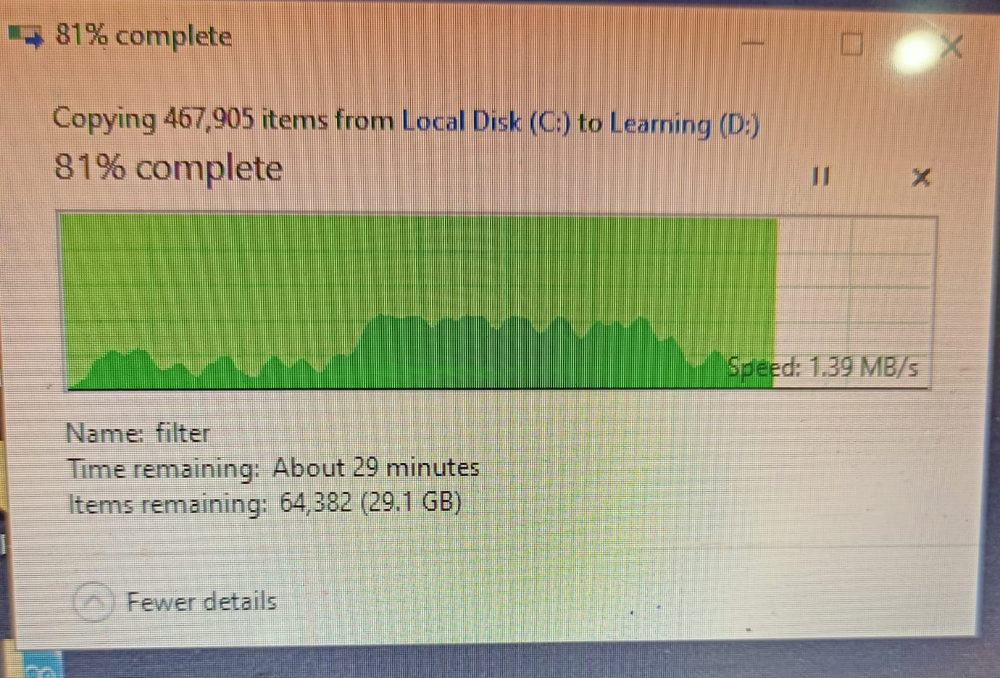 81% complete
Copying 467,905 items from Local Disk (C:) to Learning (D:)
81% complete
Speed: 1.39 MB/s
Name: filter
Time remaining: About 29 minutes
Items remaining: 64,382 (29.1 GB)
Fewer details